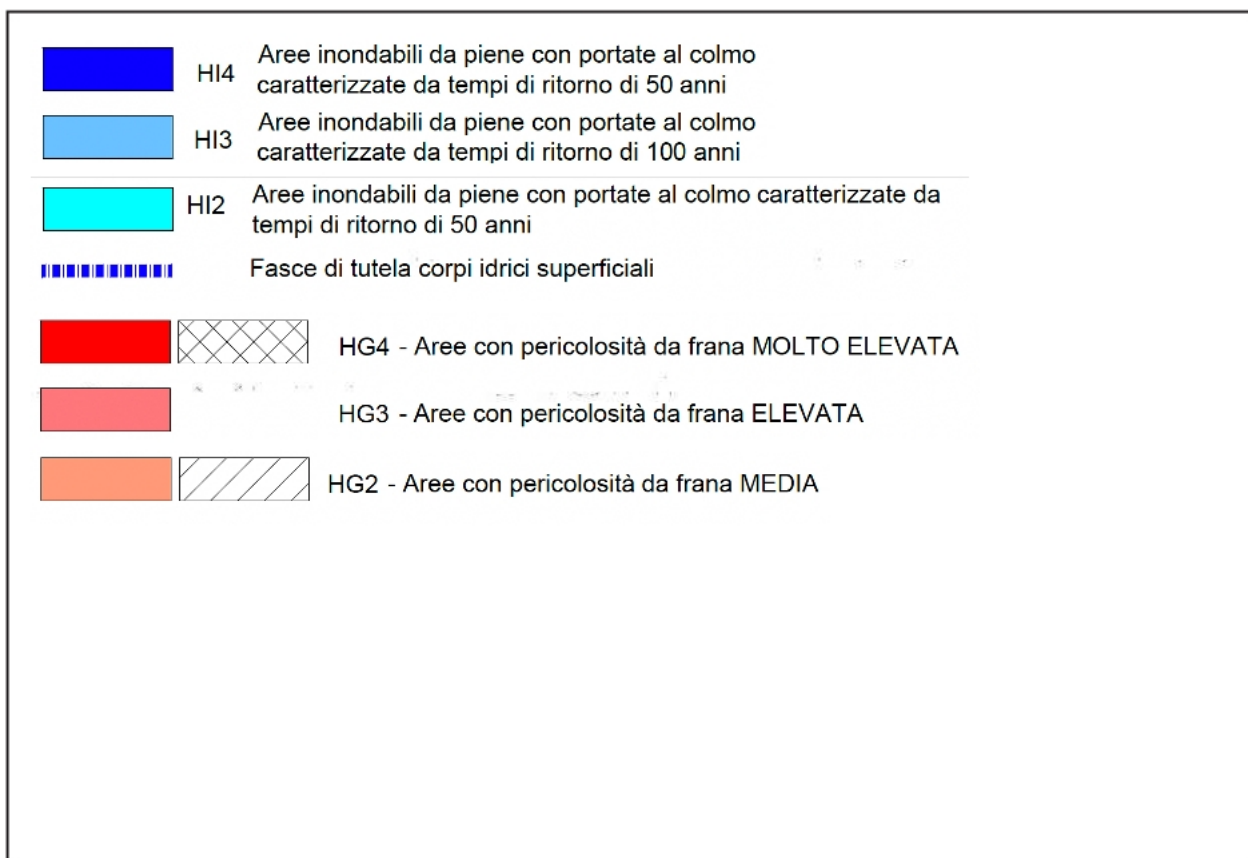 HI4 Aree inondabili da piene con portate al colmo
caratterizzate da tempi di ritorno di 50 anni
HI3 Aree inondabili da piene con portate al colmo
caratterizzate da tempi di ritorno di 100 anni
HI2 Aree inondabili da piene con portate al colmo caratterizzate da
tempi di ritorno di 50 anni
Fasce di tutela corpi idrici superficiali
HG4 - Aree con pericolosità da frana MOLTO ELEVATA
HG3 - Aree con pericolosità da frana ELEVATA
HG2 - Aree con pericolosità da frana MEDIA